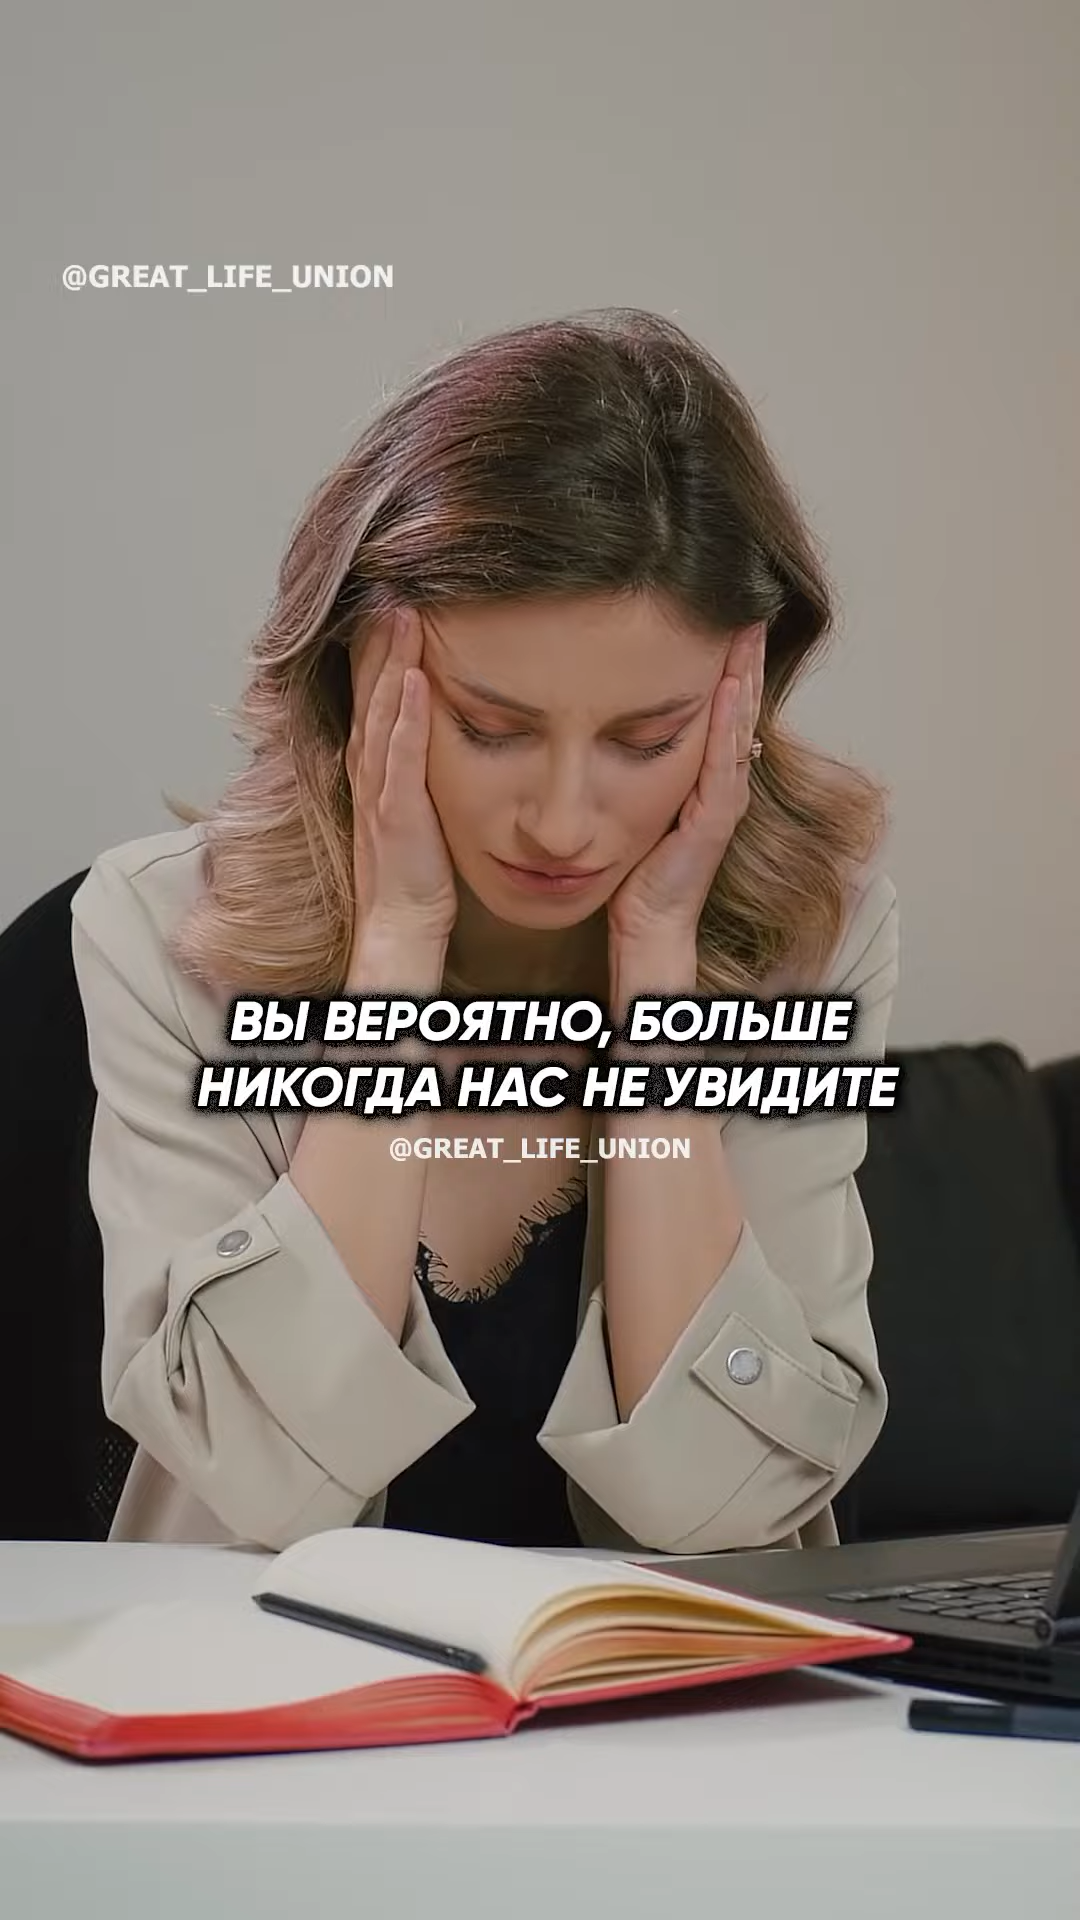 @GREAT_LIFE_UNION
ВЫ ВЕРОЯТНО, БОЛЬШЕ
НИКОГДА НАС НЕ УВИДИТЕ
@GREAT_LIFE_UNION